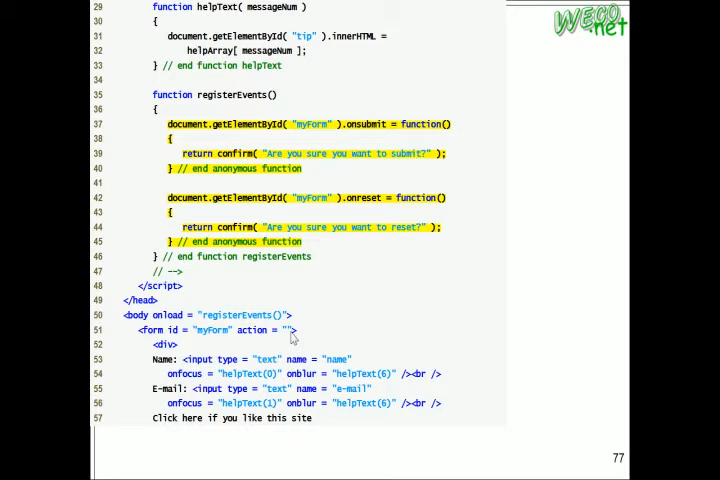 WECO
.net
29 function helpText( messageNum )
30 {
31 document.getElementById( "tip" ).innerHTML =
32 helpArray[ messageNum ];
33 } // end function helpText
34
35 function registerEvents()
36 {
37 document.getElementById( "myForm" ).onsubmit = function()
38 {
39 return confirm( "Are you sure you want to submit?" );
40 } // end anonymous function
41
42 document.getElementById( "myForm" ).onreset = function()
43 {
44 return confirm( "Are you sure you want to reset?" );
45 } // end anonymous function
46 } // end function registerEvents
47 // -->
48 </script>
49 </head>
50 <body onload = "registerEvents()">
51 <form id = "myForm" action = "">
52 <div>
53 Name: <input type = "text" name = "name"
54 onfocus = "helpText(0)" onblur = "helpText(6)" /><br />
55 E-mail: <input type = "text" name = "e-mail"
56 onfocus = "helpText(1)" onblur = "helpText(6)" /><br />
57 Click here if you like this site
77